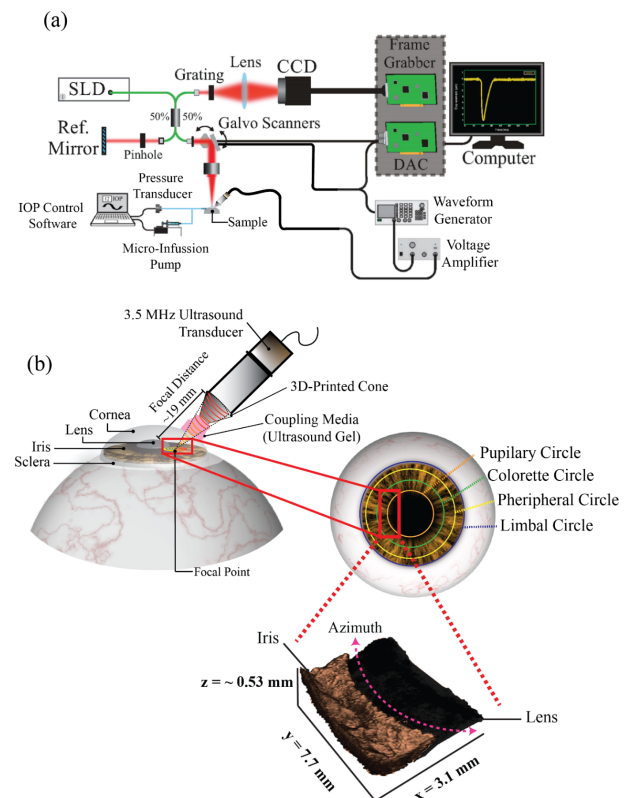 (a)
Lens
CCD
Frame
Grabber
Grating
SLD
50%
50%
Galvo Scanners
Ref.
Mirror
Pinhole
DAC
Computer
Pressure
Transducer
IOP
IOP Control
Software
Sample
Micro-Infussion
Pump
Waveform
Generator
Voltage
Amplifier
3.5 MHz Ultrasound
Transducer
(b)
Focal Distance
~19 mm
3D-Printed Cone
Coupling Media
(Ultrasound Gel)
Cornea
Lens
Iris
Sclera
Focal Point
Pupilary Circle
Colorette Circle
Pheripheral Circle
Limbal Circle
Azimuth
Iris
z = ~ 0.53 mm
Lens
y = 7.7 mm
x = 3.1 mm